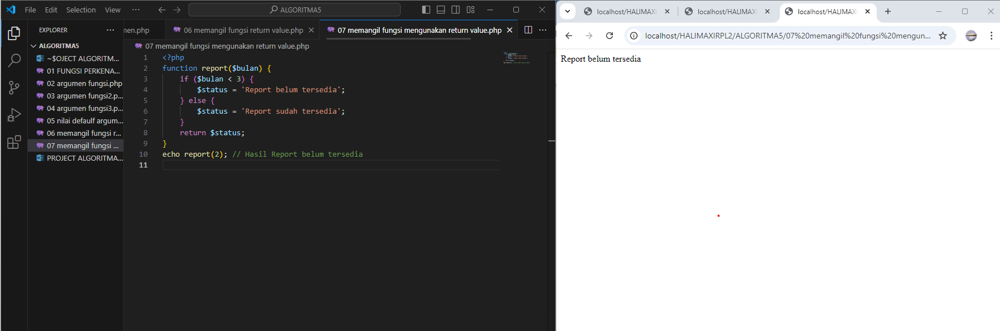 File Edit Selection View ··· ALGORITMA5
EXPLORER ···
ALGORITMA5
~$OJECT ALGORITM...
01 FUNGSI PERKENA...
02 argumen fungsi.php
03 argumen fungsi2.p...
04 argumen fungsi3.p...
05 nilai defaulf argum...
06 memangil fungsi r...
07 memangil fungsi ...
PROJECT ALGORITMA...
men.php
06 memangil fungsi return value.php
07 memangil fungsi mengunakan return value.php
07 memangil fungsi mengunakan return value.php
1 <?php
2 function report($bulan) {
3 if ($bulan < 3) {
4 $status = 'Report belum tersedia';
5 } else {
6 $status = 'Report sudah tersedia';
7 }
8 return $status;
9 }
10 echo report(2); // Hasil Report belum tersedia
11
localhost/HALIMAXI
localhost/HALIMAXI
localhost/HALIMAXI
localhost/HALIMAXIRPL2/ALGORITMA5/07%20memangil%20fungsi%20mengun...
Report belum tersedia